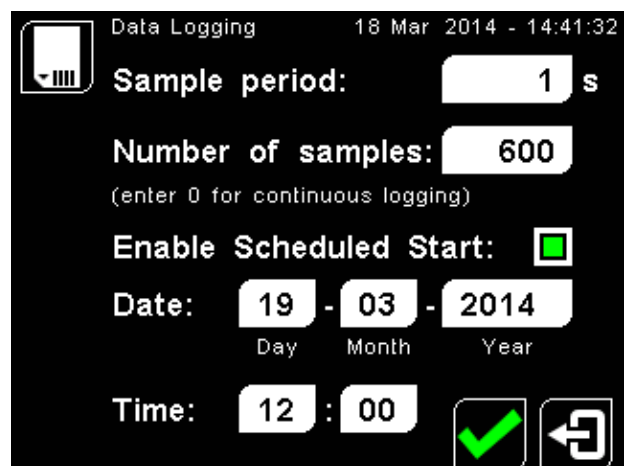 Data Logging 18 Mar 2014 - 14:41:32
Sample period: 1 s
Number of samples: 600
(enter 0 for continuous logging)
Enable Scheduled Start:
Date: 19 - 03 - 2014
Day Month Year
Time: 12 : 00